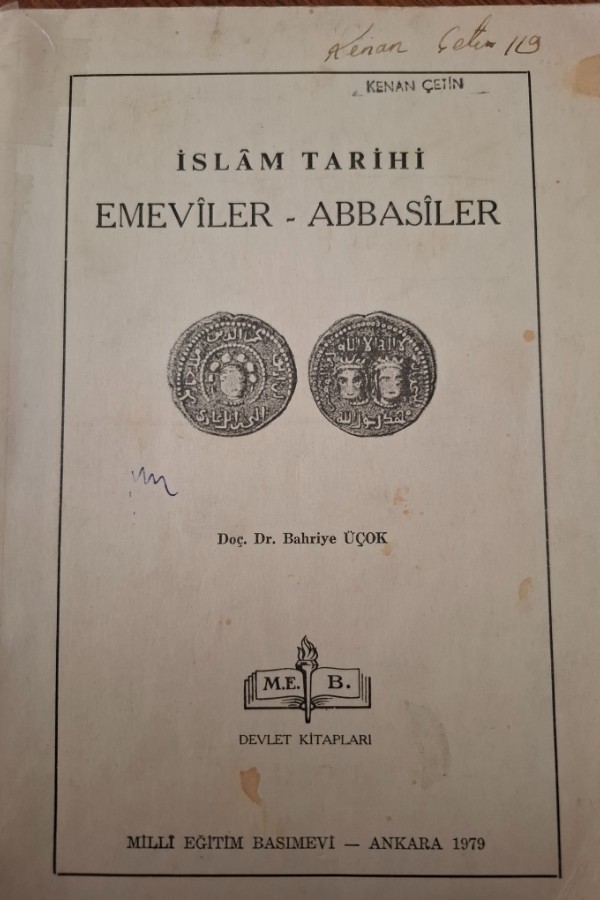 Kenan Çetin 119
KENAN ÇETİN
İSLÂM TARİHİ
EMEVÎLER - ABBASÎLER
Doç. Dr. Bahriye ÜÇOK
M.E. B.
DEVLET KİTAPLARI
MİLLÎ EĞİTİM BASIMEVİ — ANKARA 1979